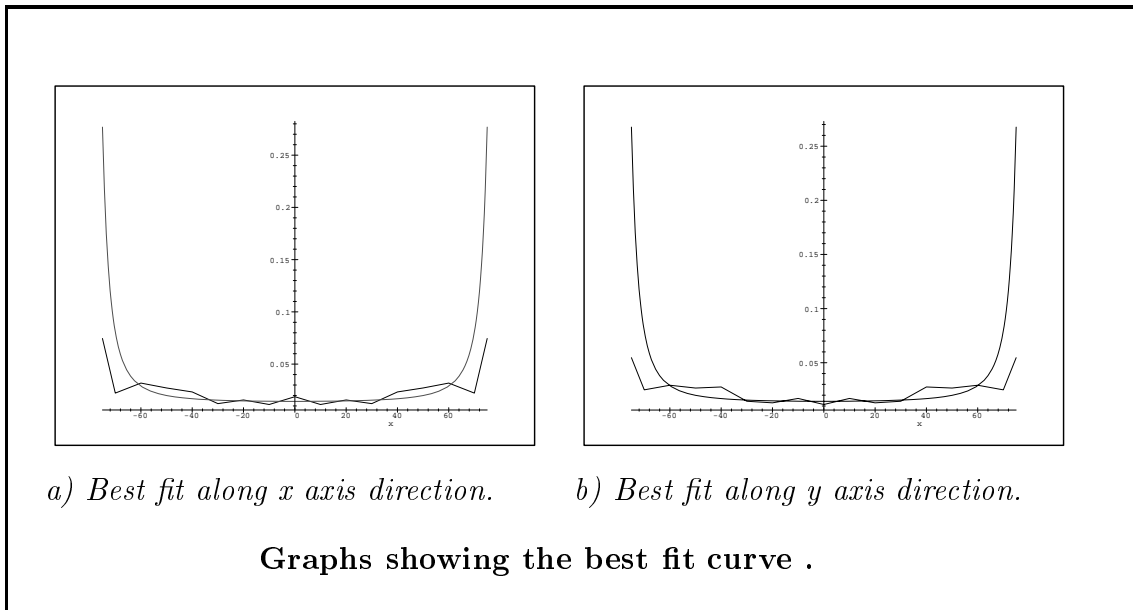 0.25
0.2
0.15
0.1
0.05
-60 -40 -20 0 20 40 60
x
0.25
0.2
0.15
0.1
0.05
-60 -40 -20 0 20 40 60
x
a) Best fit along x axis direction.
b) Best fit along y axis direction.
Graphs showing the best fit curve .